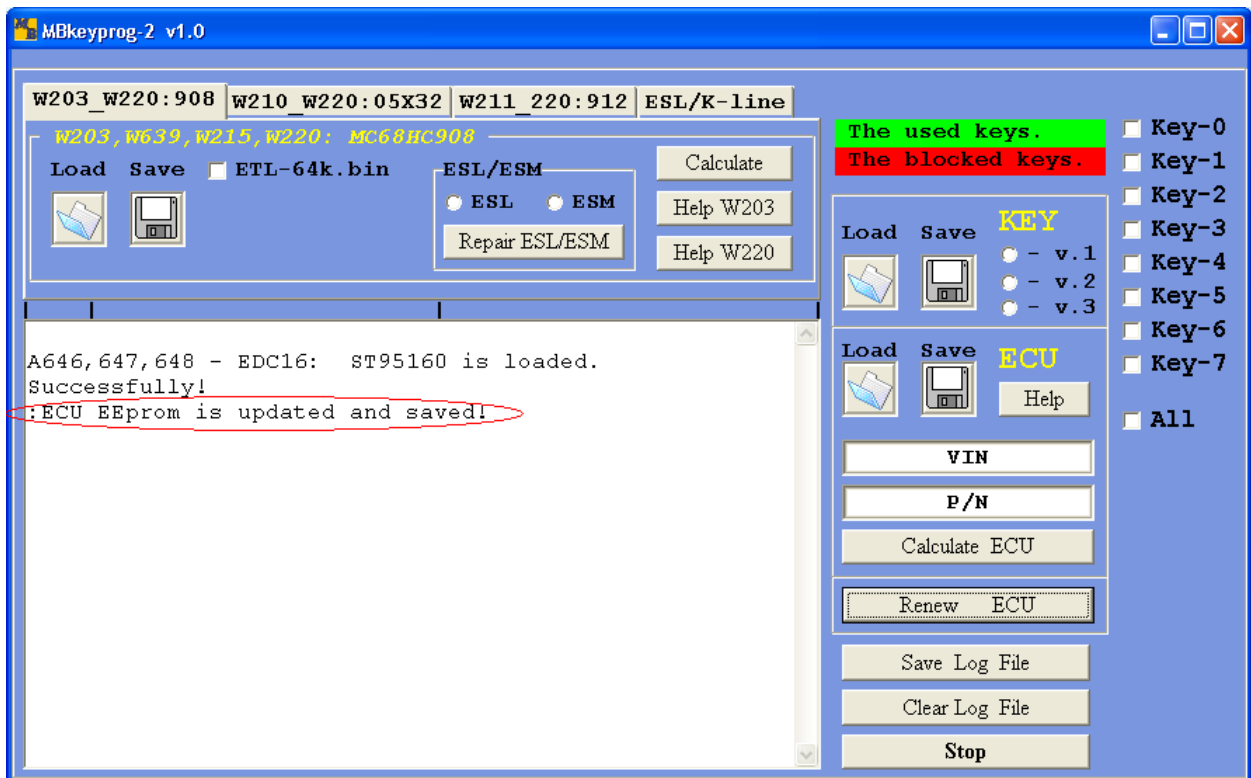 MBkeyprog-2 v1.0
W203_W220:908 W210_W220:05X32 W211_220:912 ESL/K-line
W203,W639,W215,W220: MC68HC908
Load Save ETL-64k.bin
ESL/ESM
ESL ESM
Repair ESL/ESM
Calculate
Help W203
Help W220
A646,647,648 - EDC16: ST95160 is loaded.
Successfully!
:ECU EEprom is updated and saved!
The used keys.
The blocked keys.
Load Save KEY
- v.1
- v.2
- v.3
Load Save ECU
Help
VIN
P/N
Calculate ECU
Renew ECU
Save Log File
Clear Log File
Stop
Key-0
Key-1
Key-2
Key-3
Key-4
Key-5
Key-6
Key-7
All